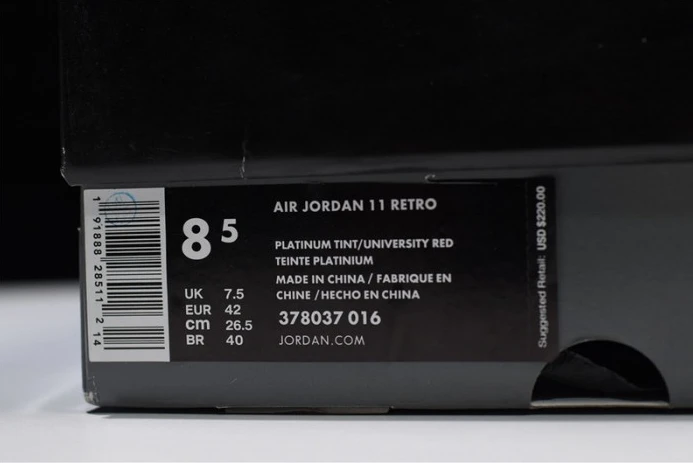 1 91888 28511 2 14
8 5
UK 7.5
EUR 42
cm 26.5
BR 40
AIR JORDAN 11 RETRO
PLATINUM TINT/UNIVERSITY RED
TEINTE PLATINIUM
MADE IN CHINA / FABRIQUE EN
CHINE /HECHO EN CHINA
378037 016
JORDAN.COM
Suggested Retail: USD $220.00